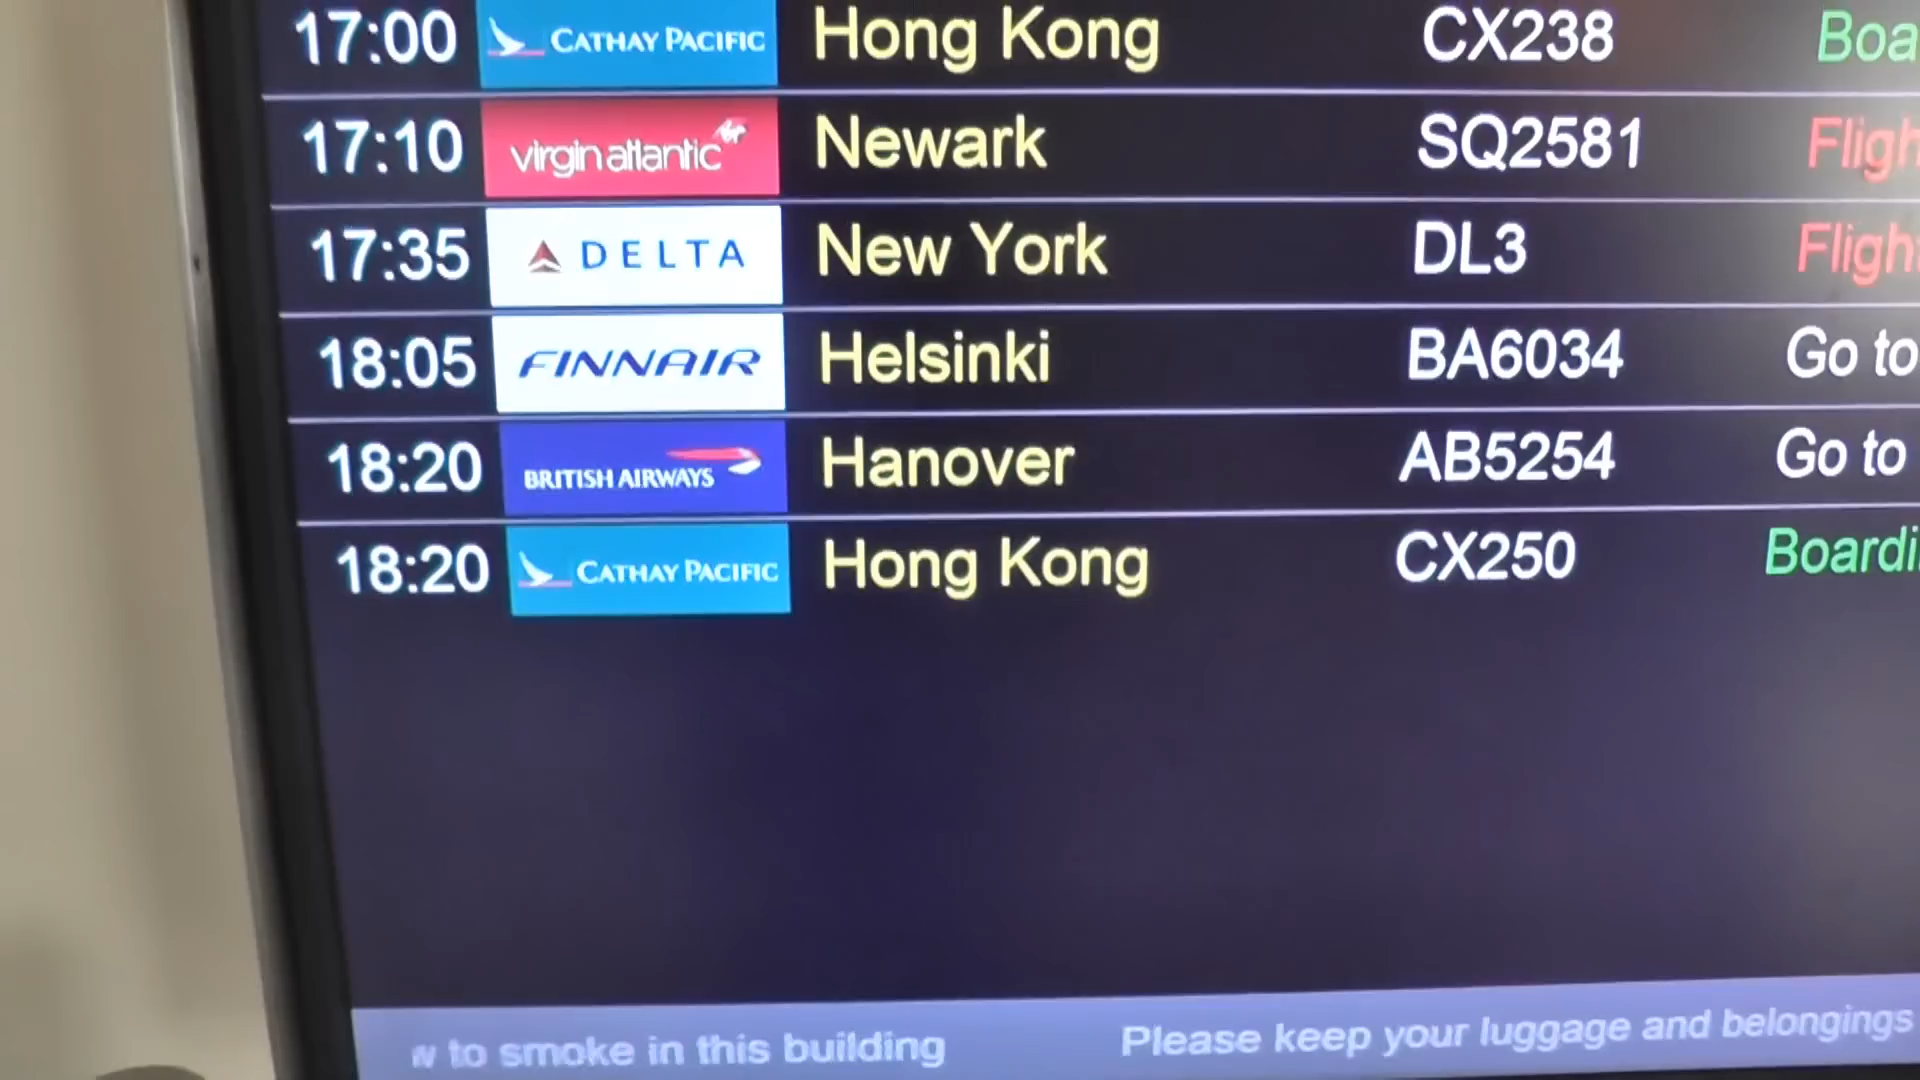 17:00 CATHAY PACIFIC Hong Kong CX238 Boa
17:10 virgin atlantic Newark SQ2581 Fligh
17:35 DELTA New York DL3 Fligh
18:05 FINNAIR Helsinki BA6034 Go to
18:20 BRITISH AIRWAYS Hanover AB5254 Go to
18:20 CATHAY PACIFIC Hong Kong CX250 Boardi
w to smoke in this building Please keep your luggage and belongings